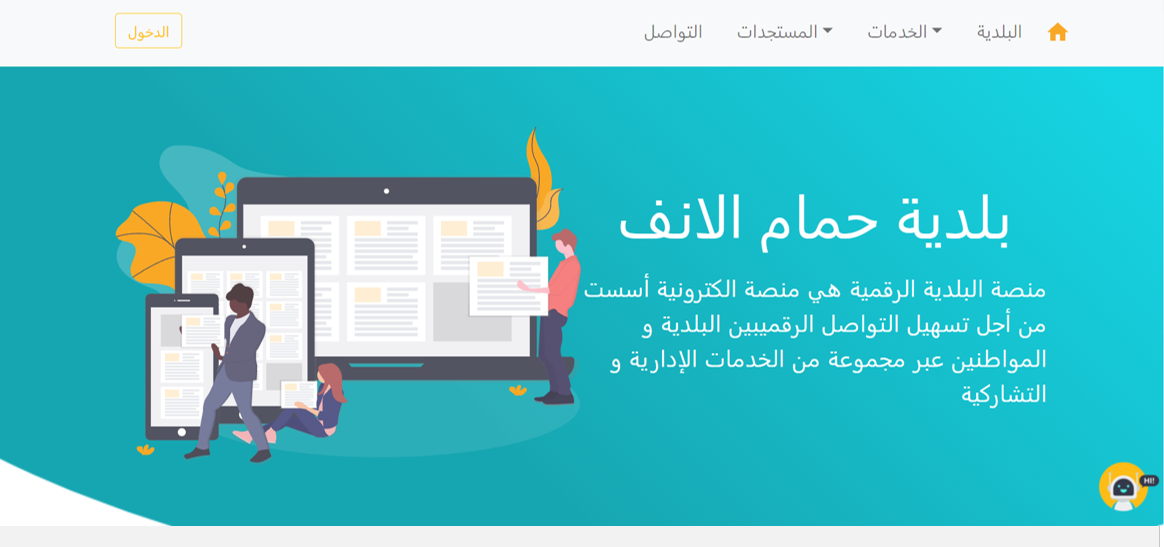 البلدية
الخدمات
المستجدات
التواصل
الدخول
بلدية حمام الانف
منصة البلدية الرقمية هي منصة الكترونية أسست
من أجل تسهيل التواصل الرقميبين البلدية و
المواطنين عبر مجموعة من الخدمات الإدارية و
التشاركية
HI!